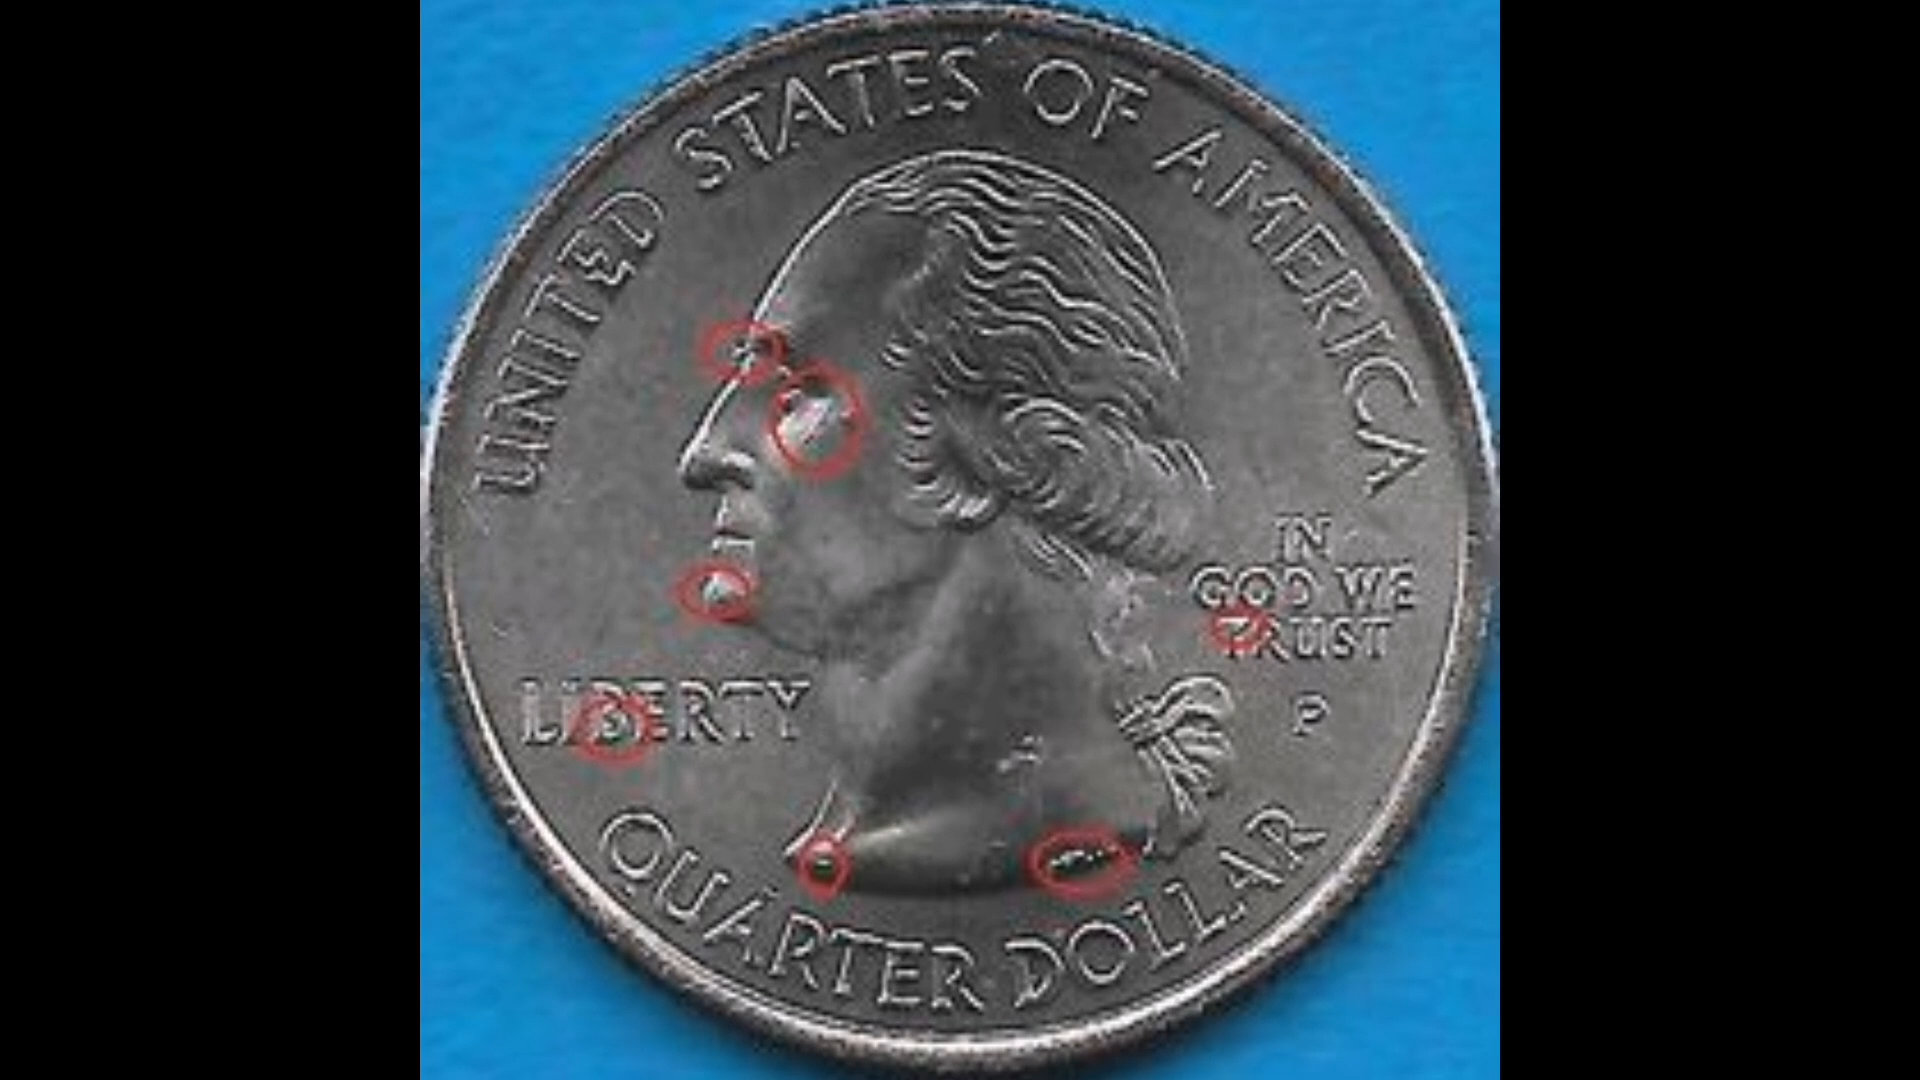 UNITED STATES OF AMERICA
IN
GOD WE
TRUST
LIBERTY
P
QUARTER DOLLAR